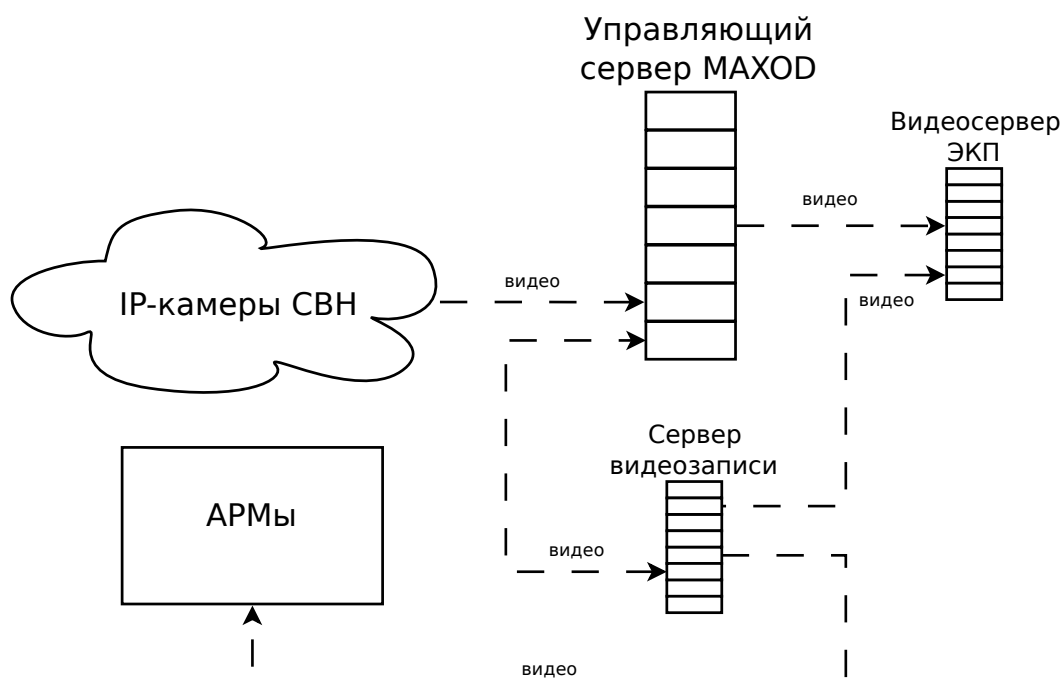 Управляющий
сервер MAXOD
Видеосервер
ЭКП
видео
видео
видео
IP-камеры СВН
Сервер
видеозаписи
АРМы
видео
видео